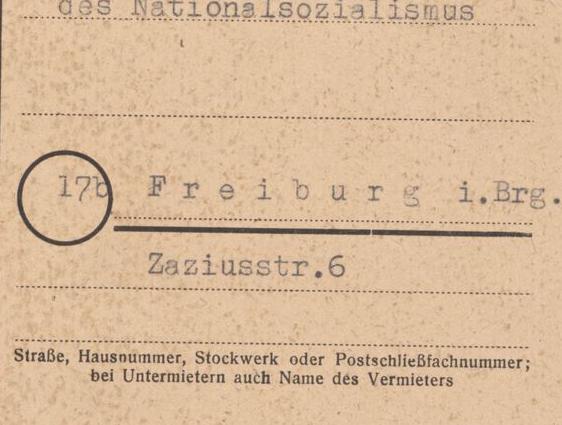 des Nationalsozialismus
17b Freiburg i.Brg.
Zaziusstr.6
Straße, Hausnummer, Stockwerk oder Postschließfachnummer;
bei Untermietern auch Name des Vermieters